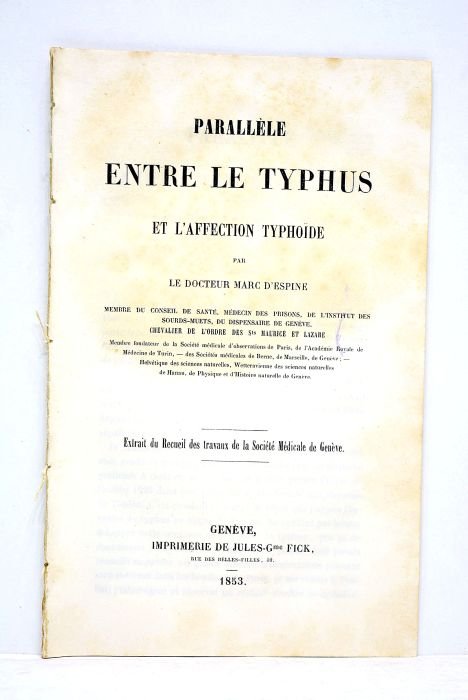 PARALLÈLE
ENTRE LE TYPHUS
ET L'AFFECTION TYPHOÏDE
PAR
LE DOCTEUR MARC D'ESPINE
MEMBRE DU CONSEIL DE SANTÉ, MÉDECIN DES PRISONS, DE L'INSTITUT DES
SOURDS-MUETS, DU DISPENSAIRE DE GENÈVE,
CHEVALIER DE L'ORDRE DES Sts MAURICE ET LAZARE
Membre fondateur de la Société médicale d'observations de Paris, de l'Académie Royale de
Médecine de Turin, — des Sociétés médicales de Berne, de Marseille, de Genève; —
Helvétique des sciences naturelles, Wetteravienne des sciences naturelles
de Hanau, de Physique et d'Histoire naturelle de Genève.
Extrait du Recueil des travaux de la Société Médicale de Genève.
GENÈVE,
IMPRIMERIE DE JULES-Gme FICK,
RUE DES BELLES-FILLES,
1853.